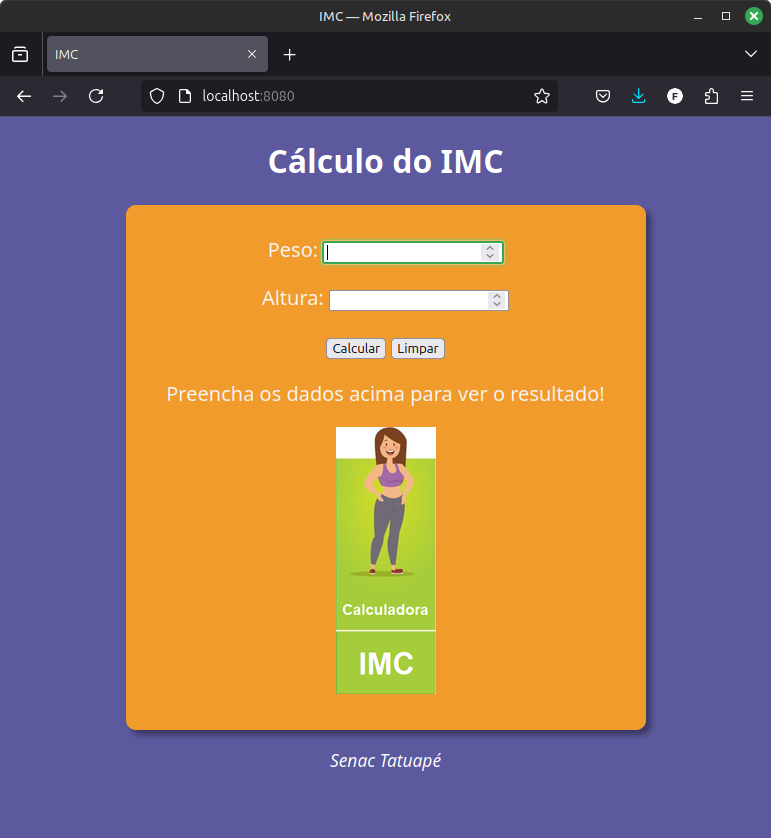 IMC — Mozilla Firefox
IMC
localhost:8080
F
Cálculo do IMC
Peso:
Altura:
Calcular Limpar
Preencha os dados acima para ver o resultado!
Calculadora
IMC
Senac Tatuapé